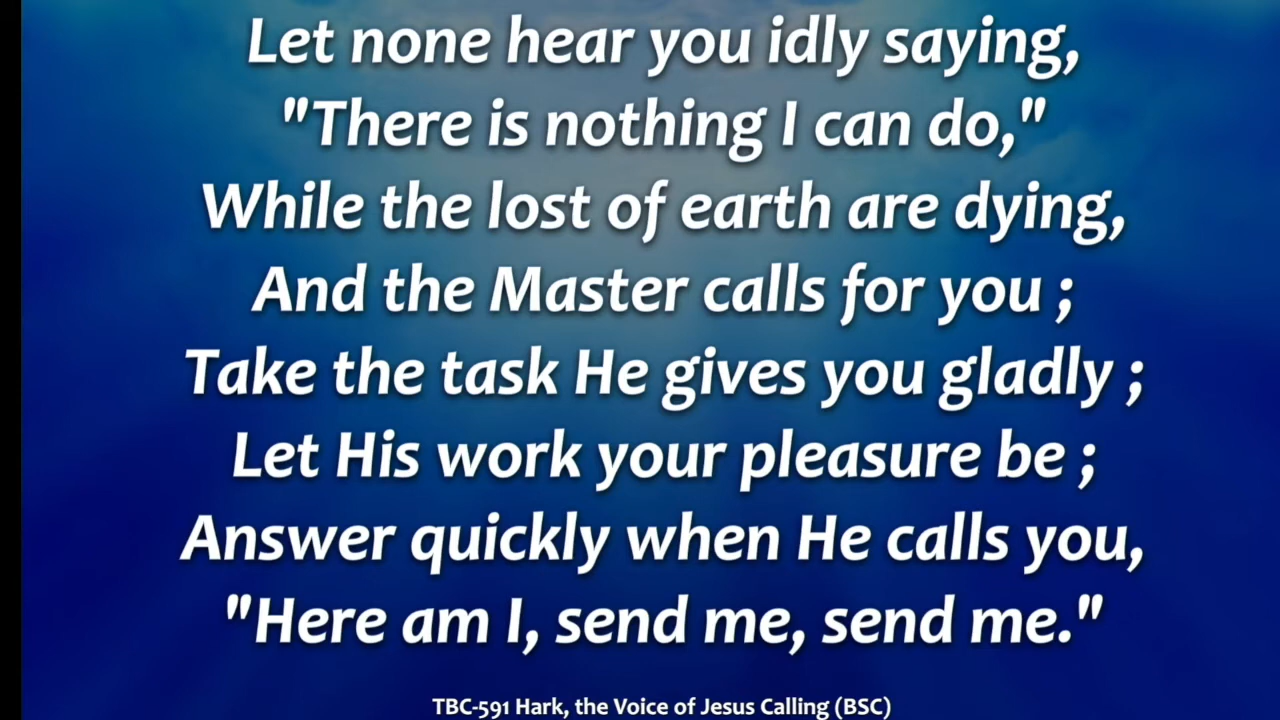 Let none hear you idly saying,
"There is nothing I can do,"
While the lost of earth are dying,
And the Master calls for you ;
Take the task He gives you gladly ;
Let His work your pleasure be ;
Answer quickly when He calls you,
"Here am I, send me, send me."
TBC-591 Hark, the Voice of Jesus Calling (BSC)